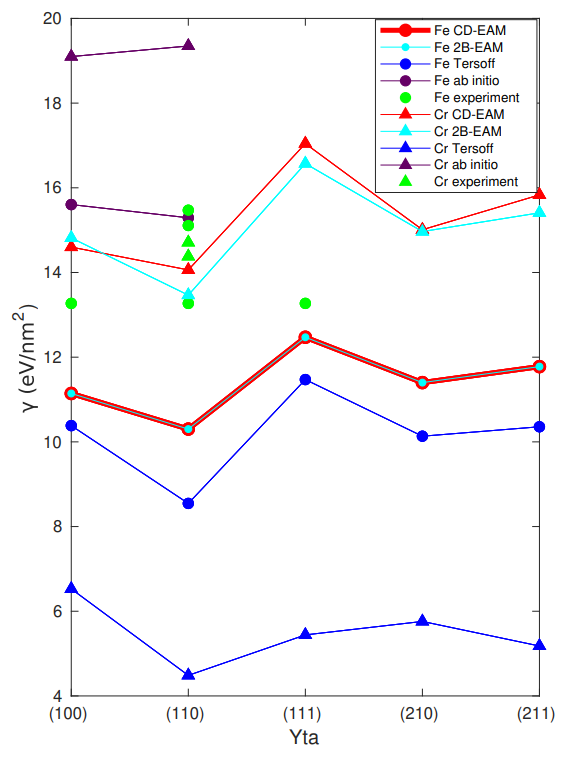 20
18
16
14
12
10
8
6
4
γ (eV/nm²)
Fe CD-EAM
Fe 2B-EAM
Fe Tersoff
Fe ab initio
Fe experiment
Cr CD-EAM
Cr 2B-EAM
Cr Tersoff
Cr ab initio
Cr experiment
(100) (110) (111) (210) (211)
Yta